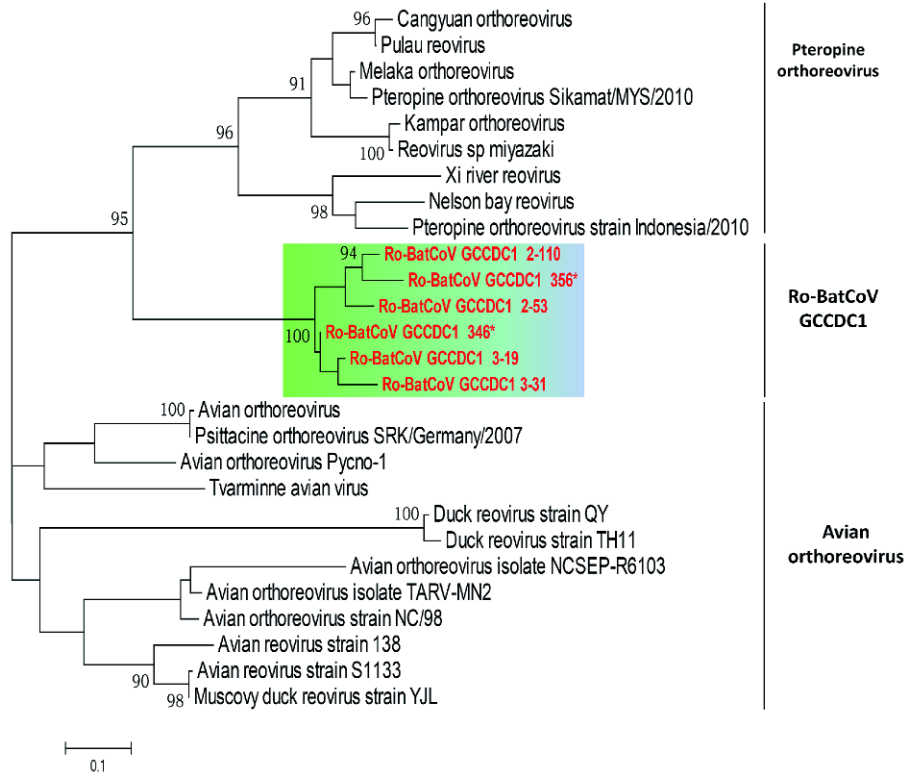 96
Cangyuan orthoreovirus
Pulau reovirus
Melaka orthoreovirus
91
Pteropine orthoreovirus Sikamat/MYS/2010
Kampar orthoreovirus
96
100
Reovirus sp miyazaki
Xi river reovirus
Nelson bay reovirus
98
Pteropine orthoreovirus strain Indonesia/2010
95
Pteropine
orthoreovirus
94
Ro-BatCoV GCCDC1 2-110
Ro-BatCoV GCCDC1 356*
Ro-BatCoV GCCDC1 2-53
100
Ro-BatCoV GCCDC1 346*
Ro-BatCoV GCCDC1 3-19
Ro-BatCoV GCCDC1 3-31
Ro-BatCoV
GCCDC1
100
Avian orthoreovirus
Psittacine orthoreovirus SRK/Germany/2007
Avian orthoreovirus Pycno-1
Tvarminne avian virus
100
Duck reovirus strain QY
Duck reovirus strain TH11
Avian orthoreovirus isolate NCSEP-R6103
Avian orthoreovirus isolate TARV-MN2
Avian orthoreovirus strain NC/98
Avian reovirus strain 138
Avian reovirus strain S1133
90
98
Muscovy duck reovirus strain YJL
Avian
orthoreovirus
0.1